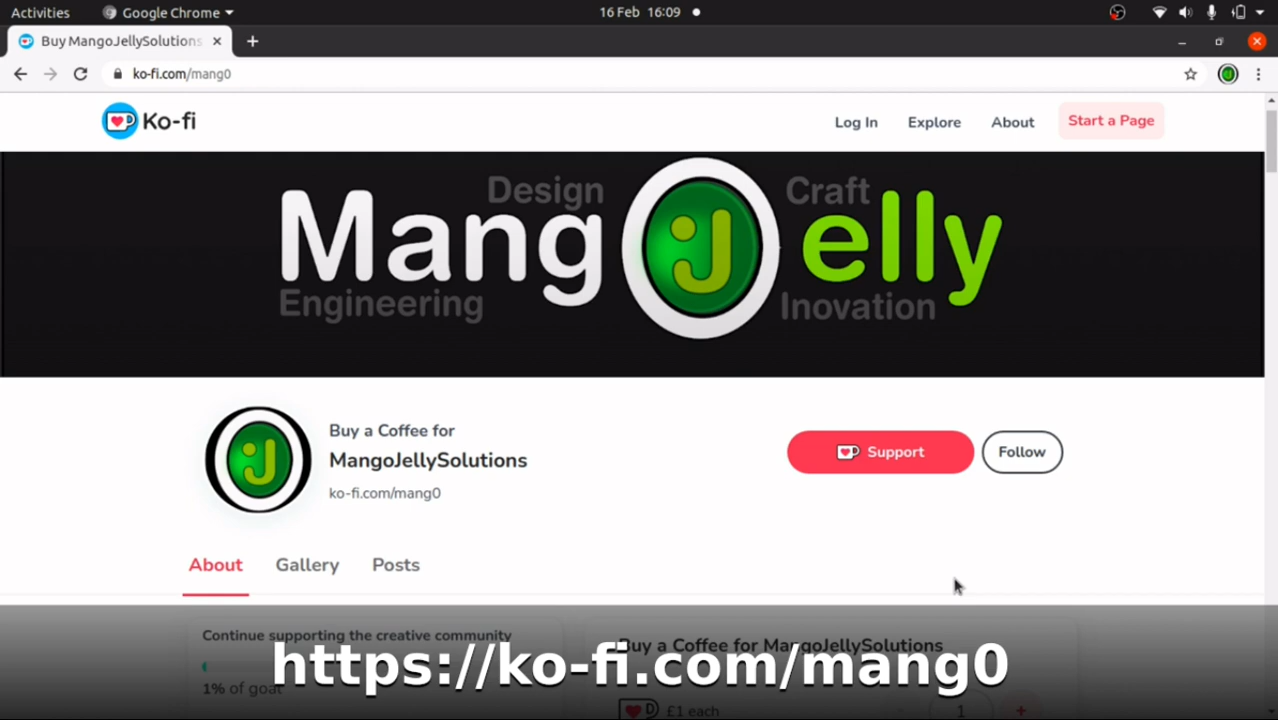 Activities Google Chrome 16 Feb 16:09
Buy MangoJellySolutions
ko-fi.com/mang0
Ko-fi Log In Explore About Start a Page
Design Craft
Mang J elly
Engineering Inovation
Buy a Coffee for
MangoJellySolutions
ko-fi.com/mang0
Support Follow
About Gallery Posts
Continue supporting the creative community
Buy a Coffee for MangoJellySolutions
https://ko-fi.com/mang0
1% of goal
£1 each - 1 +